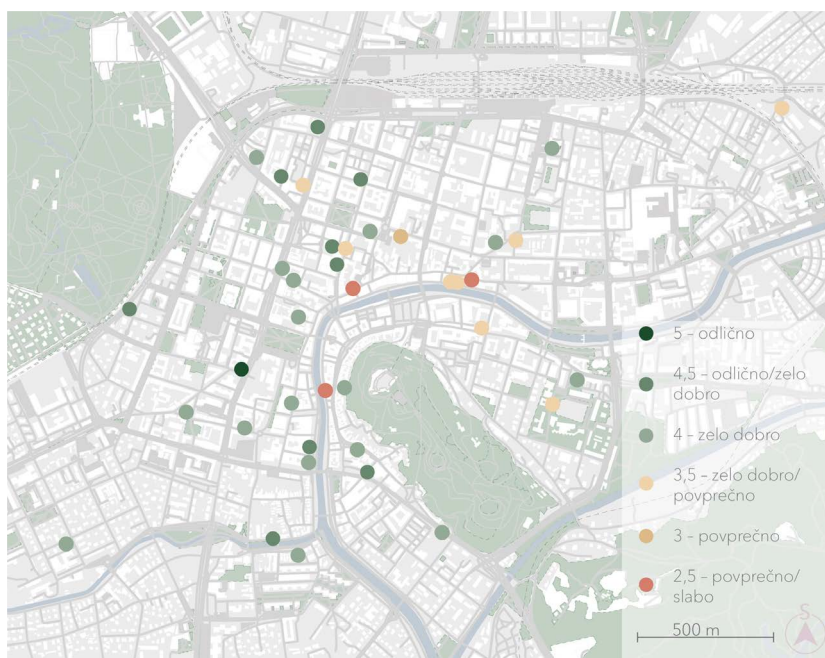 5 – odlično
4,5 – odlično/zelo
dobro
4 – zelo dobro
3,5 – zelo dobro/
povprečno
3 – povprečno
2,5 – povprečno/
slabo
S
500 m